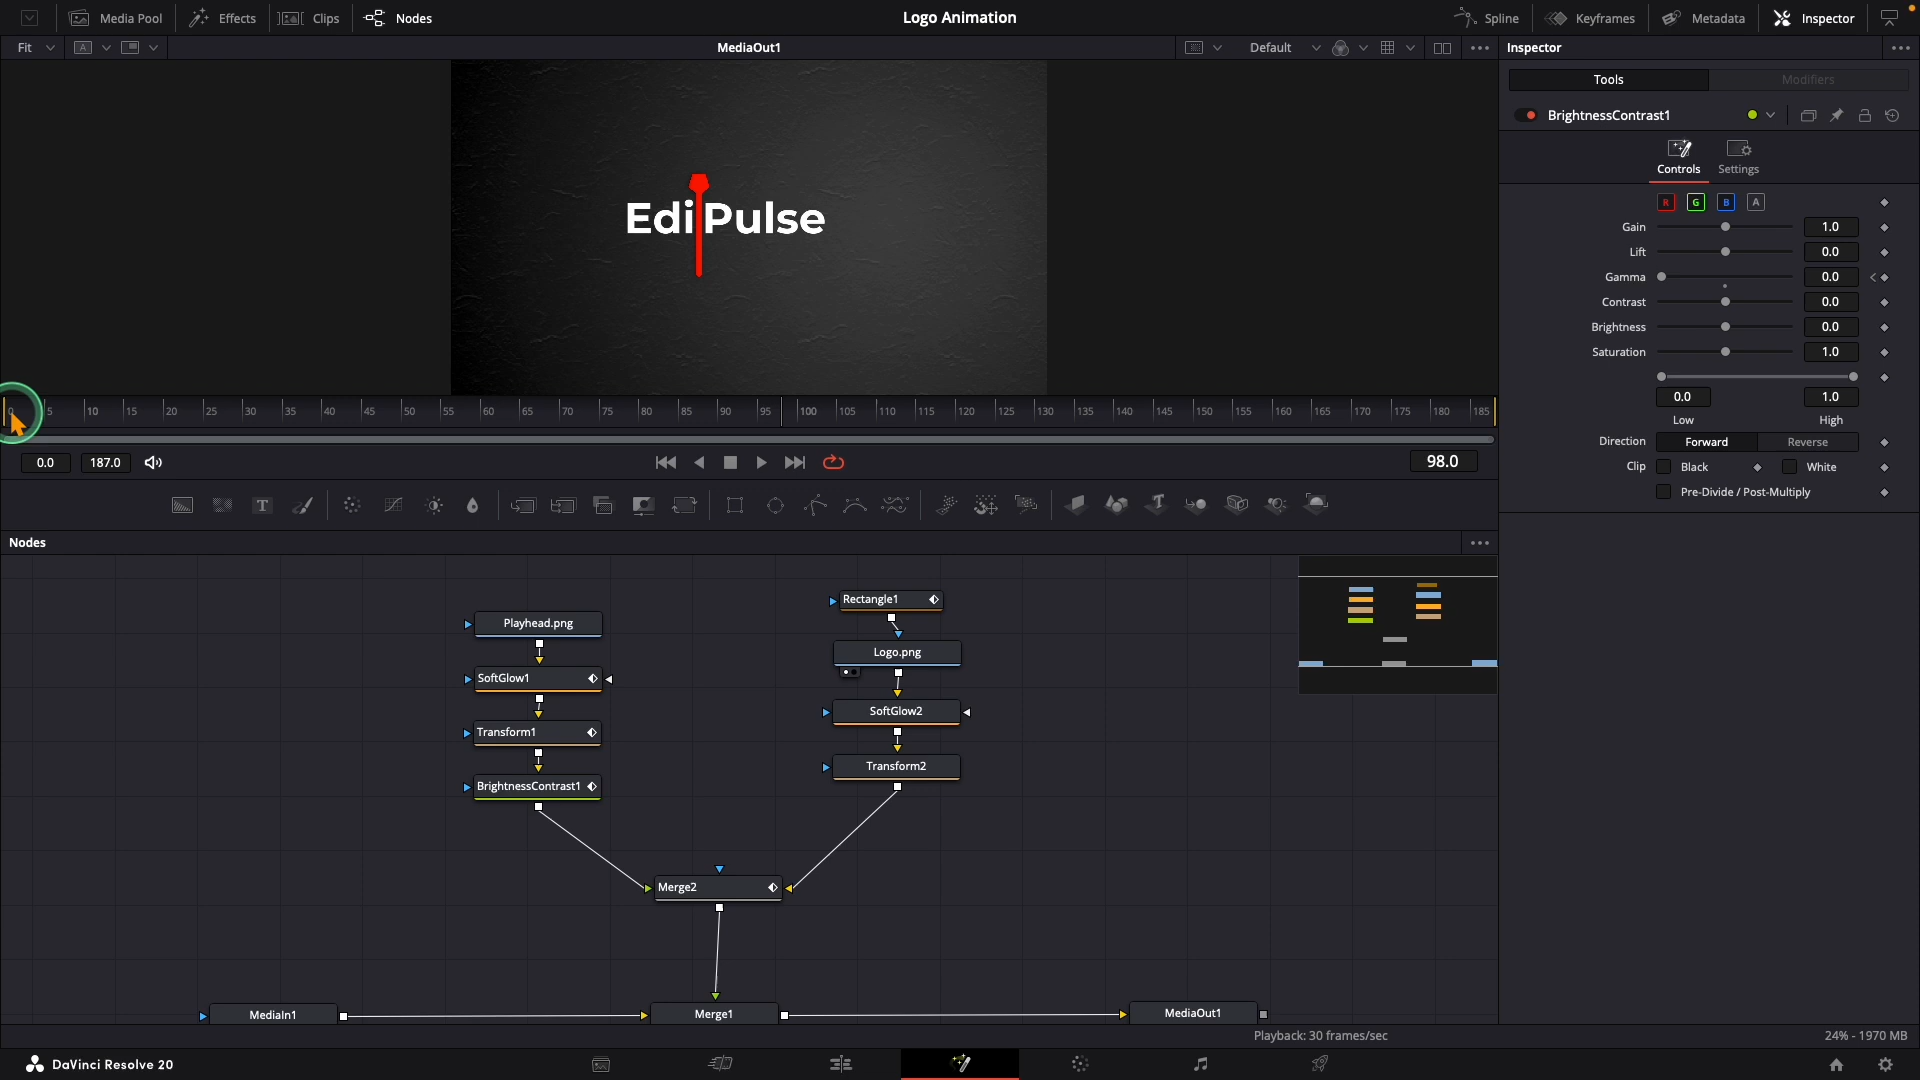 Media Pool Effects Clips Nodes Logo Animation Spline Keyframes Metadata Inspector
Fit A MediaOut1 Default Inspector
Tools Modifiers
BrightnessContrast1
Controls Settings
R G B A
Gain 1.0
Lift 0.0
Gamma 0.0
Contrast 0.0
Brightness 0.0
Saturation 1.0
0.0 1.0
Low High
Direction Forward Reverse
Clip Black White
Pre-Divide / Post-Multiply
Edi Pulse
0 5 10 15 20 25 30 35 40 45 50 55 60 65 70 75 80 85 90 95 100 105 110 115 120 125 130 135 140 145 150 155 160 165 170 175 180 185
0.0 187.0 98.0
T T
Nodes
Rectangle1
Playhead.png
Logo.png
SoftGlow1
SoftGlow2
Transform1
Transform2
BrightnessContrast1
Merge2
MediaIn1 Merge1 MediaOut1
Playback: 30 frames/sec 24% - 1970 MB
DaVinci Resolve 20